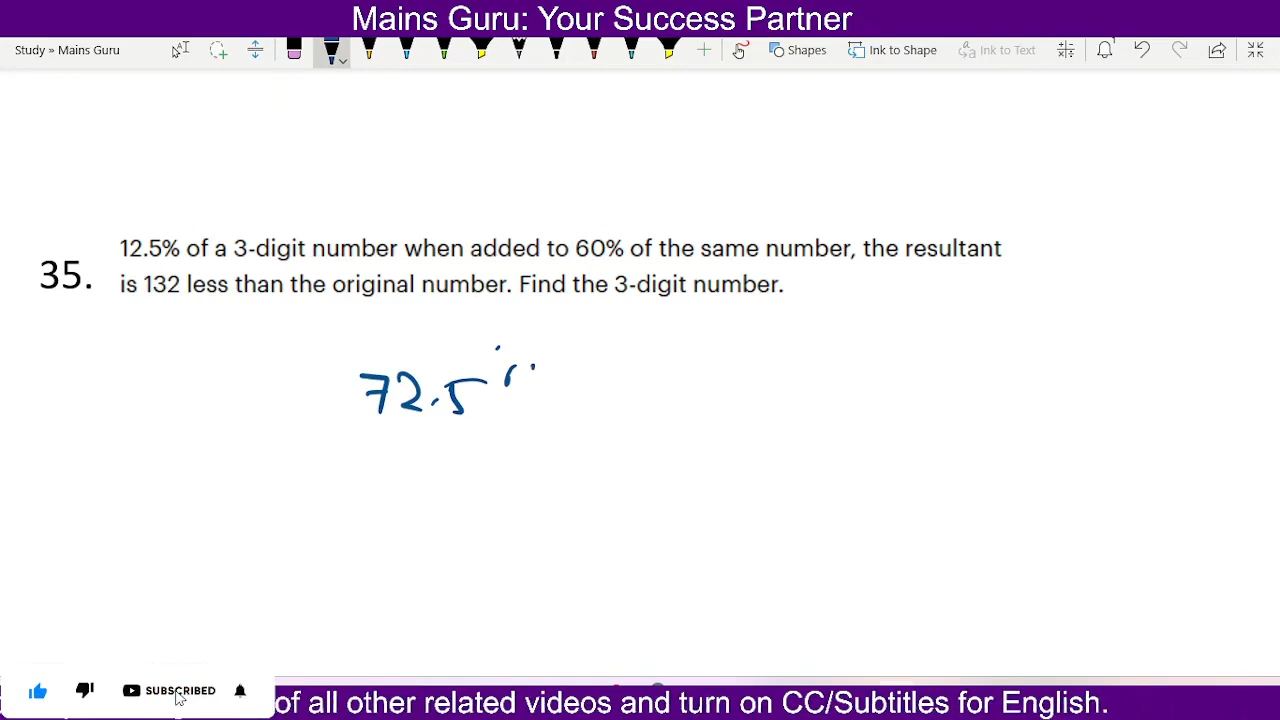 Mains Guru: Your Success Partner
Study » Mains Guru
Shapes
Ink to Shape
Ink to Text
35.
12.5% of a 3-digit number when added to 60% of the same number, the resultant
is 132 less than the original number. Find the 3-digit number.
72.5
SUBSCRIBED
of all other related videos and turn on CC/Subtitles for English.